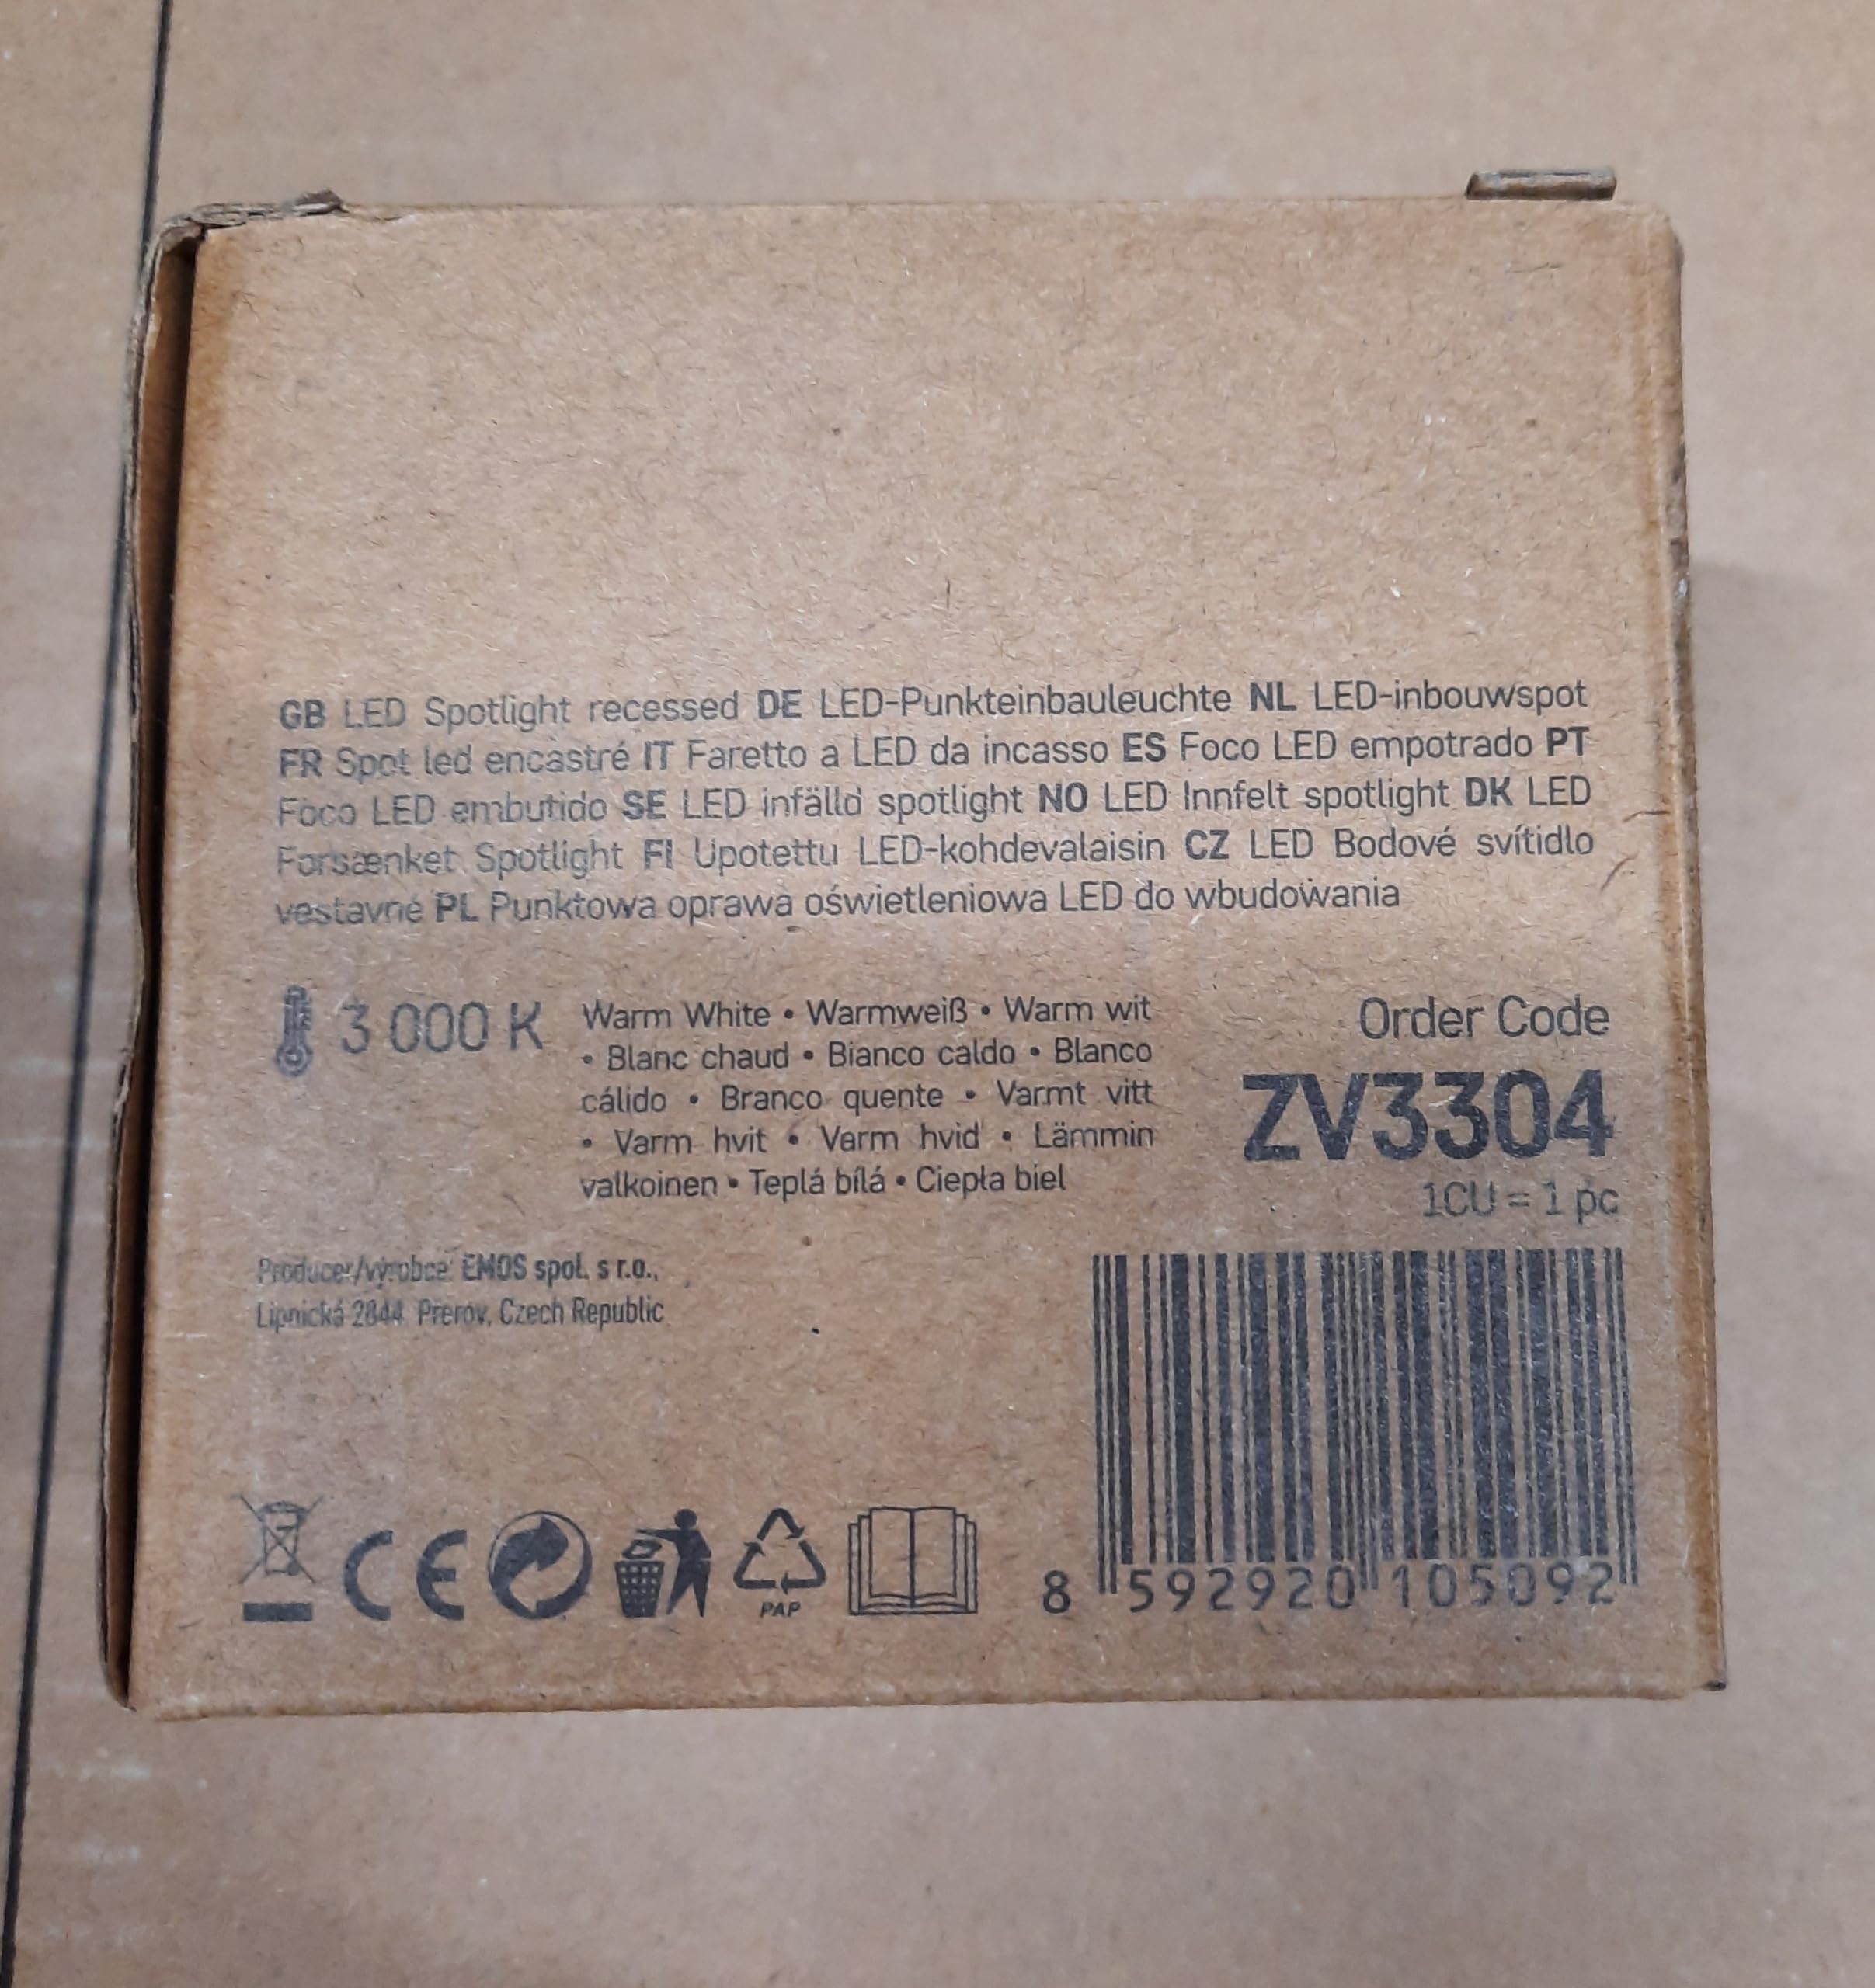 GB LED Spotlight recessed DE LED-Punkteinbauleuchte NL LED-inbouwspot
FR Spot led encastré IT Faretto a LED da incasso ES Foco LED empotrado PT
Foco LED embutido SE LED infälld spotlight NO LED Innfelt spotlight DK LED
Forsænket Spotlight FI Upotettu LED-kohdevalaisin CZ LED Bodové svítidlo
vestavné PL Punktowa oprawa oświetleniowa LED do wbudowania
3 000 K
Warm White • Warmweiß • Warm wit
• Blanc chaud • Bianco caldo • Blanco
cálido • Branco quente • Varmt vitt
• Varm hvit • Varm hvid • Lämmin
valkoinen • Teplá bílá • Ciepła biel
Order Code
ZV3304
1CU = 1 pc
Producer/výrobce: EMOS spol. s r.o.,
Lipnická 2844, Přerov, Czech Republic
CE
PAP
8 592920 105092